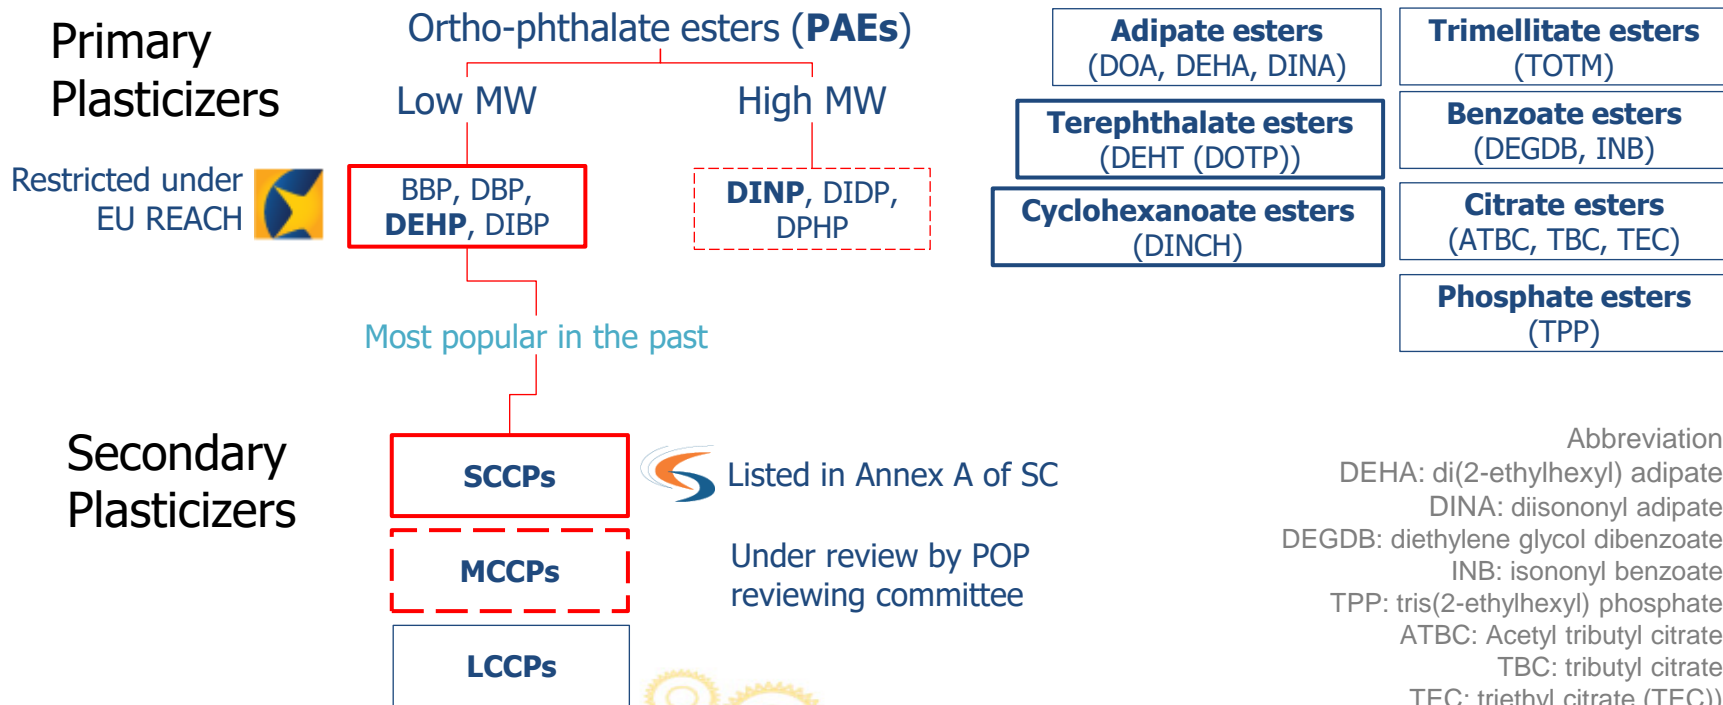 Primary
Plasticizers
Ortho-phthalate esters (PAEs)
Low MW
High MW
Restricted under
EU REACH
BBP, DBP,
DEHP, DIBP
DINP, DIDP,
DPHP
Adipate esters
(DOA, DEHA, DINA)
Terephthalate esters
(DEHT (DOTP))
Cyclohexanoate esters
(DINCH)
Trimellitate esters
(TOTM)
Benzoate esters
(DEGDB, INB)
Citrate esters
(ATBC, TBC, TEC)
Phosphate esters
(TPP)
Most popular in the past
Secondary
Plasticizers
SCCPs
Listed in Annex A of SC
MCCPs
Under review by POP
reviewing committee
LCCPs
Abbreviation
DEHA: di(2-ethylhexyl) adipate
DINA: diisononyl adipate
DEGDB: diethylene glycol dibenzoate
INB: isononyl benzoate
TPP: tris(2-ethylhexyl) phosphate
ATBC: Acetyl tributyl citrate
TBC: tributyl citrate
TEC: triethyl citrate (TEC))